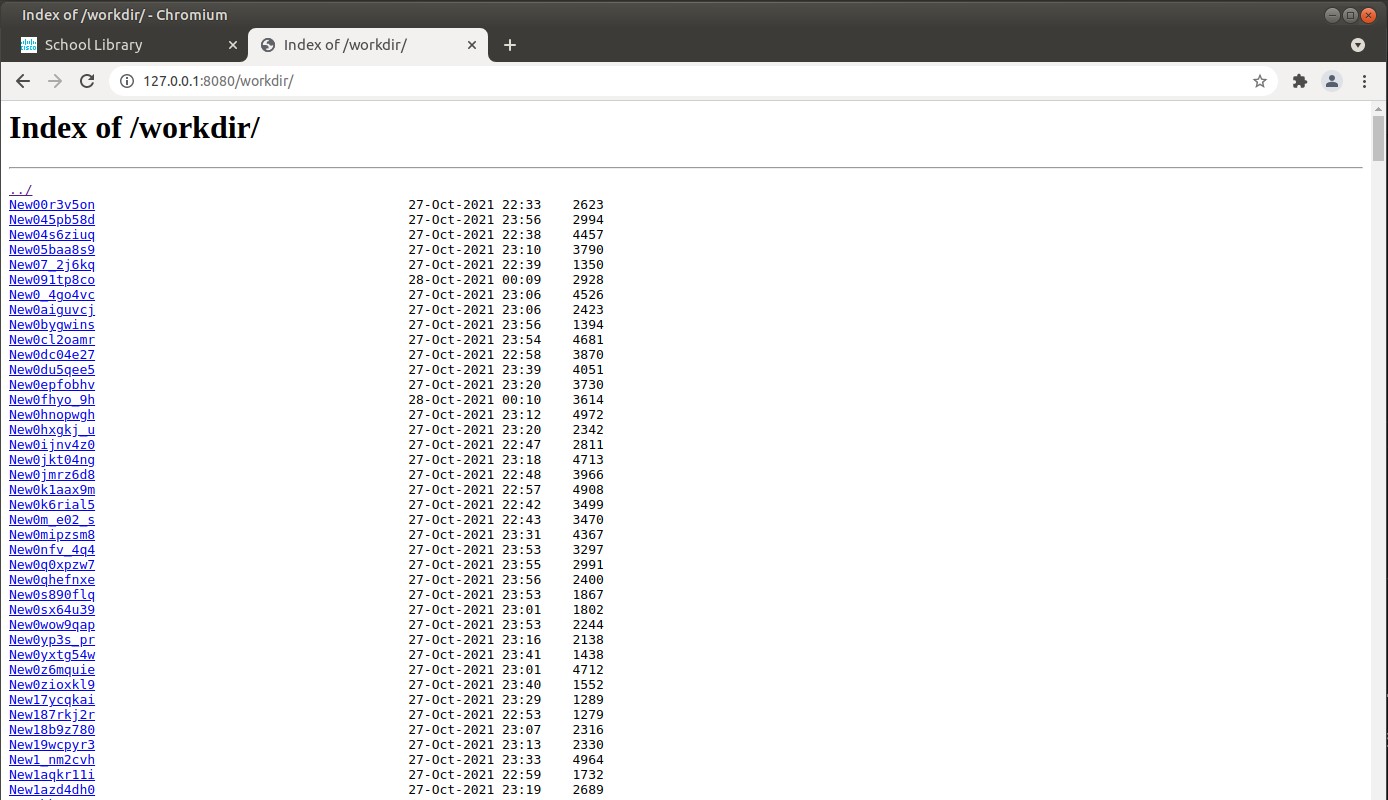 Index of /workdir/ - Chromium
School Library
Index of /workdir/
127.0.0.1:8080/workdir/
Index of /workdir/
../
New00r3v5on 27-Oct-2021 22:33 2623
New045pb58d 27-Oct-2021 23:56 2994
New04s6ziuq 27-Oct-2021 22:38 4457
New05baa8s9 27-Oct-2021 23:10 3790
New07_2j6kq 27-Oct-2021 22:39 1350
New091tp8co 28-Oct-2021 00:09 2928
New0_4go4vc 27-Oct-2021 23:06 4526
New0aiguvcj 27-Oct-2021 23:06 2423
New0bygwins 27-Oct-2021 23:56 1394
New0cl2oamr 27-Oct-2021 23:54 4681
New0dc04e27 27-Oct-2021 22:58 3870
New0du5qee5 27-Oct-2021 23:39 4051
New0epfobhv 27-Oct-2021 23:20 3730
New0fhyo_9h 28-Oct-2021 00:10 3614
New0hnopwgh 27-Oct-2021 23:12 4972
New0hxgkj_u 27-Oct-2021 23:20 2342
New0ijnv4z0 27-Oct-2021 22:47 2811
New0jkt04ng 27-Oct-2021 23:18 4713
New0jmrz6d8 27-Oct-2021 22:48 3966
New0k1aax9m 27-Oct-2021 22:57 4908
New0k6rial5 27-Oct-2021 22:42 3499
New0m_e02_s 27-Oct-2021 22:43 3470
New0mipzsm8 27-Oct-2021 23:31 4367
New0nfv_4q4 27-Oct-2021 23:53 3297
New0q0xpzw7 27-Oct-2021 23:55 2991
New0qhefnxe 27-Oct-2021 23:56 2400
New0s890flq 27-Oct-2021 23:53 1867
New0sx64u39 27-Oct-2021 23:01 1802
New0wow9qap 27-Oct-2021 23:53 2244
New0yp3s_pr 27-Oct-2021 23:16 2138
New0yxtg54w 27-Oct-2021 23:41 1438
New0z6mquie 27-Oct-2021 23:01 4712
New0zioxkl9 27-Oct-2021 23:40 1552
New17ycqkai 27-Oct-2021 23:29 1289
New187rkj2r 27-Oct-2021 22:53 1279
New18b9z780 27-Oct-2021 23:07 2316
New19wcpyr3 27-Oct-2021 23:13 2330
New1_nm2cvh 27-Oct-2021 23:33 4964
New1aqkr11i 27-Oct-2021 22:59 1732
New1azd4dh0 27-Oct-2021 23:19 2689